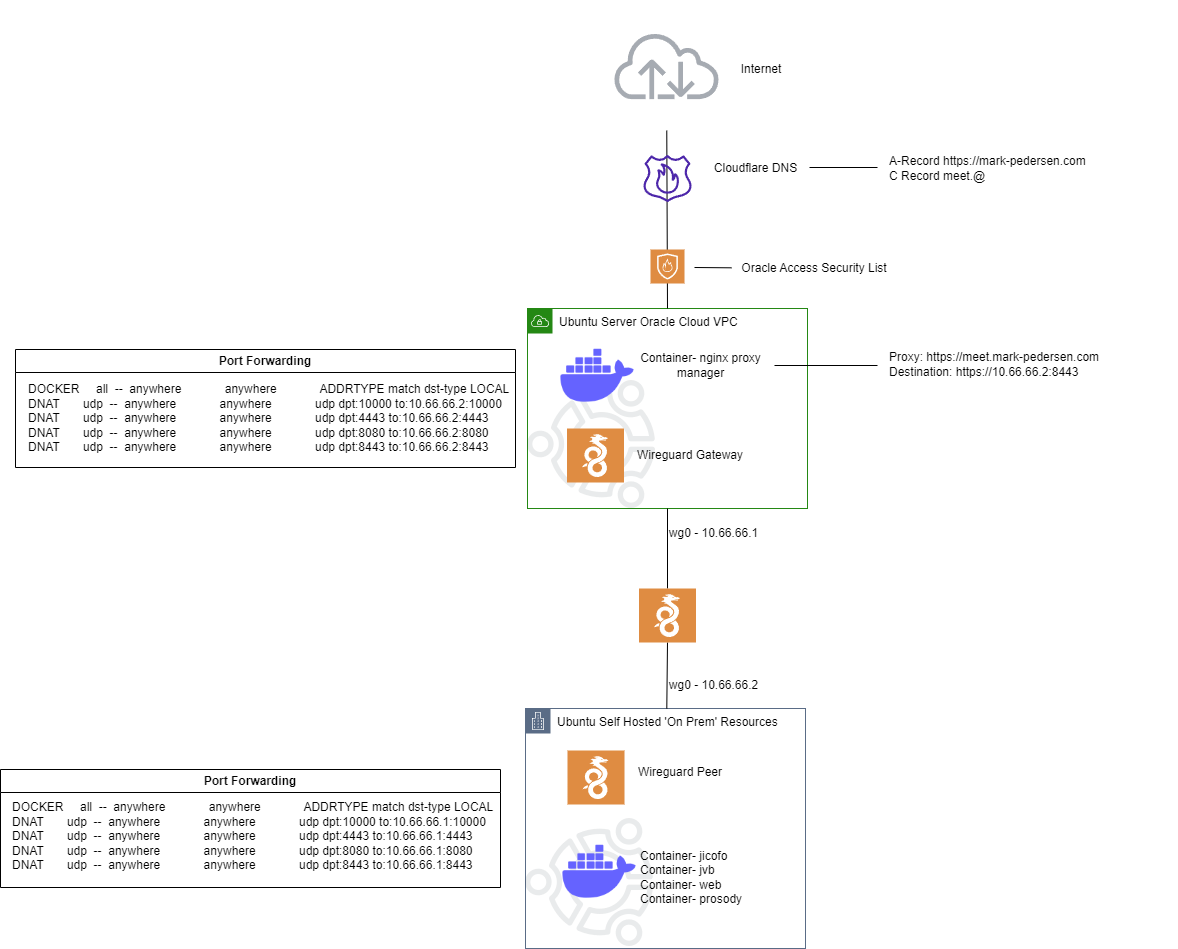 Internet
Cloudflare DNS
A-Record https://mark-pedersen.com
C Record meet.@
Oracle Access Security List
Ubuntu Server Oracle Cloud VPC
Container- nginx proxy
manager
Proxy: https://meet.mark-pedersen.com
Destination: https://10.66.66.2:8443
Port Forwarding
DOCKER all -- anywhere anywhere ADDRTYPE match dst-type LOCAL
DNAT udp -- anywhere anywhere udp dpt:10000 to:10.66.66.2:10000
DNAT udp -- anywhere anywhere udp dpt:4443 to:10.66.66.2:4443
DNAT udp -- anywhere anywhere udp dpt:8080 to:10.66.66.2:8080
DNAT udp -- anywhere anywhere udp dpt:8443 to:10.66.66.2:8443
Wireguard Gateway
wg0 - 10.66.66.1
wg0 - 10.66.66.2
Ubuntu Self Hosted 'On Prem' Resources
Wireguard Peer
Port Forwarding
DOCKER all -- anywhere anywhere ADDRTYPE match dst-type LOCAL
DNAT udp -- anywhere anywhere udp dpt:10000 to:10.66.66.1:10000
DNAT udp -- anywhere anywhere udp dpt:4443 to:10.66.66.1:4443
DNAT udp -- anywhere anywhere udp dpt:8080 to:10.66.66.1:8080
DNAT udp -- anywhere anywhere udp dpt:8443 to:10.66.66.1:8443
Container- jicofo
Container- jvb
Container- web
Container- prosody